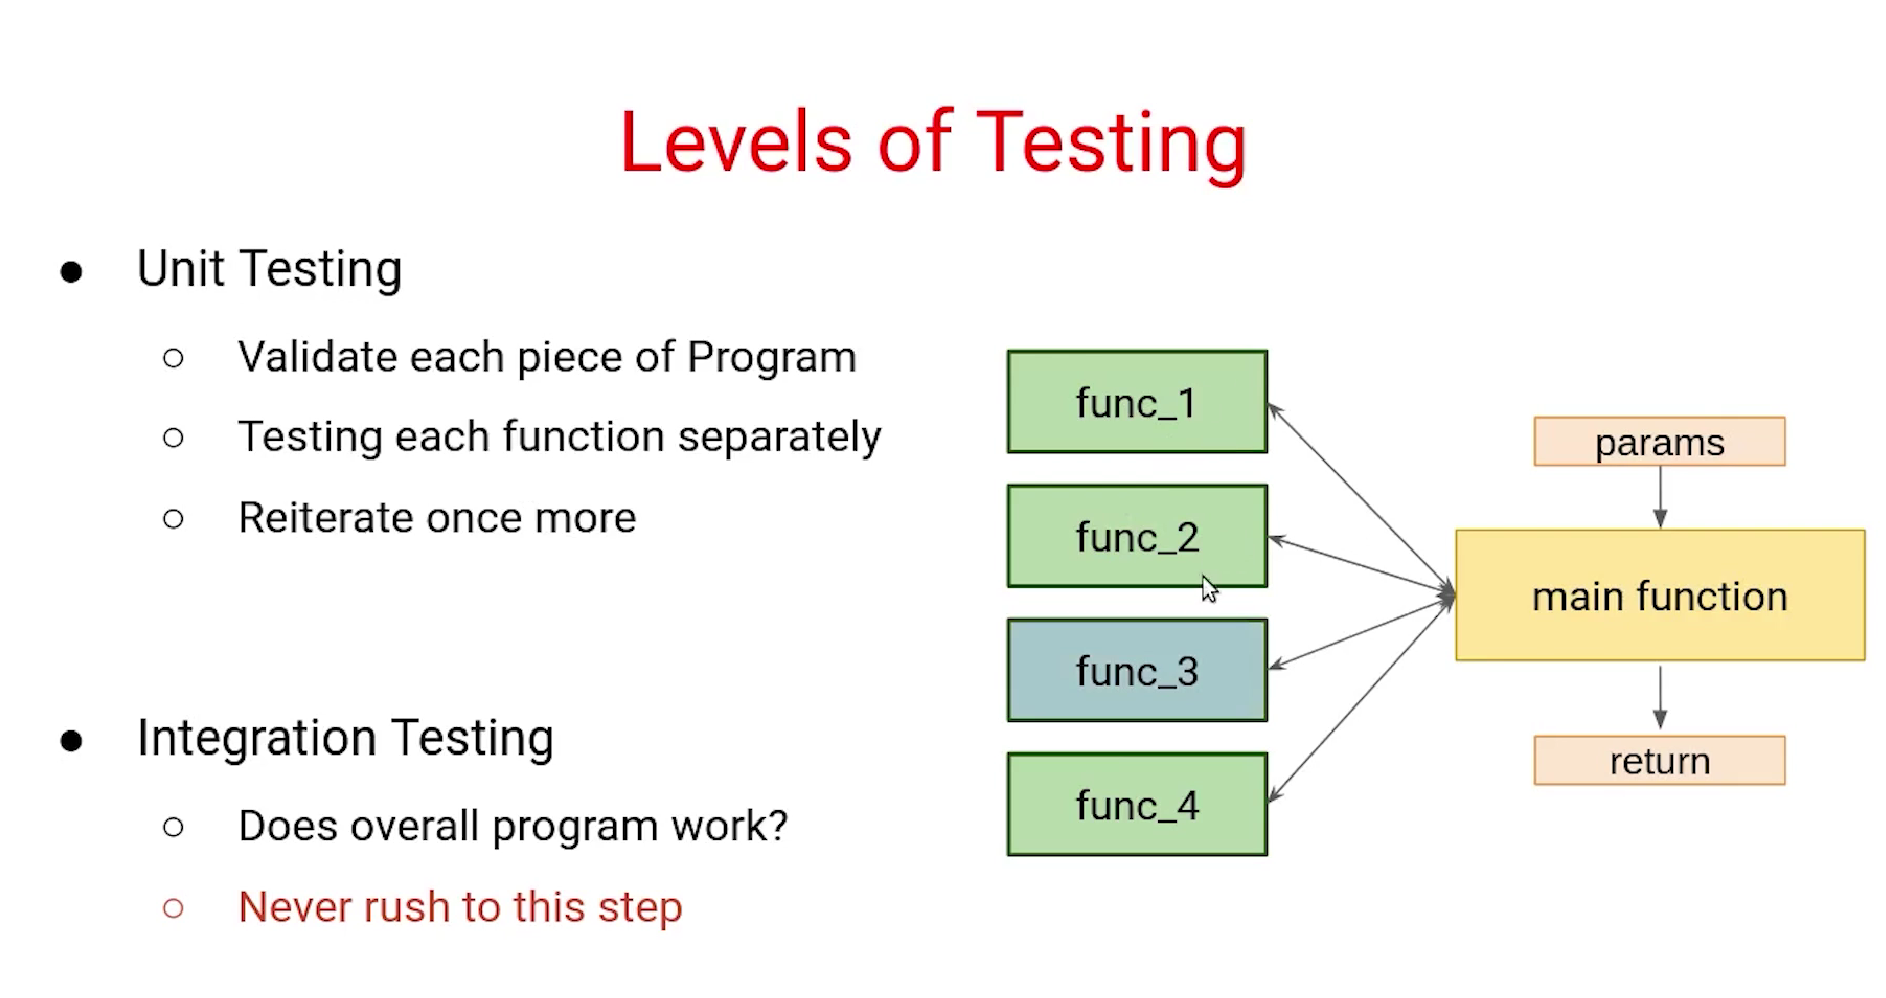 Levels of Testing
● Unit Testing
○ Validate each piece of Program
○ Testing each function separately
○ Reiterate once more
● Integration Testing
○ Does overall program work?
○ Never rush to this step
func_1
func_2
func_3
func_4
params
main function
return